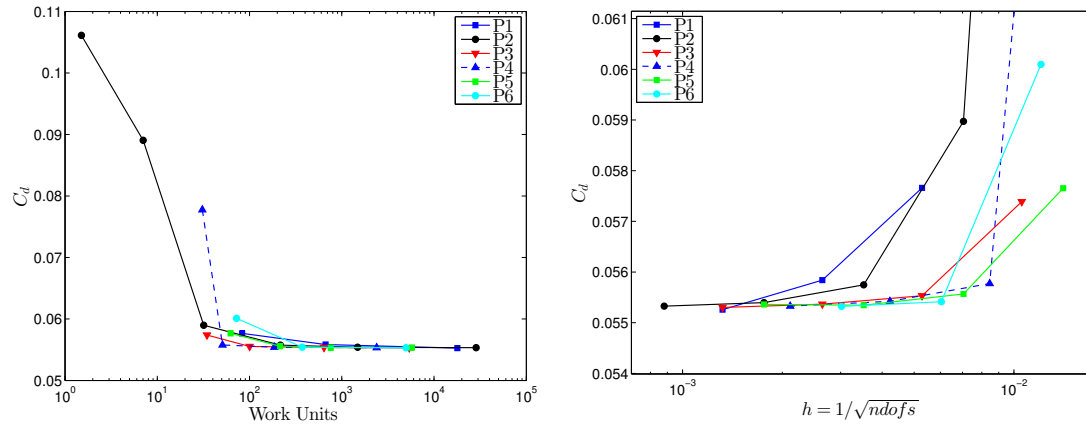 0.11
0.1
0.09
0.08
0.07
0.06
0.05
C_d
10^0
10^1
10^2
10^3
10^4
10^5
Work Units
P1
P2
P3
P4
P5
P6
0.061
0.06
0.059
0.058
0.057
0.056
0.055
0.054
C_d
10^{-3}
10^{-2}
h = 1/\sqrt{ndofs}
P1
P2
P3
P4
P5
P6